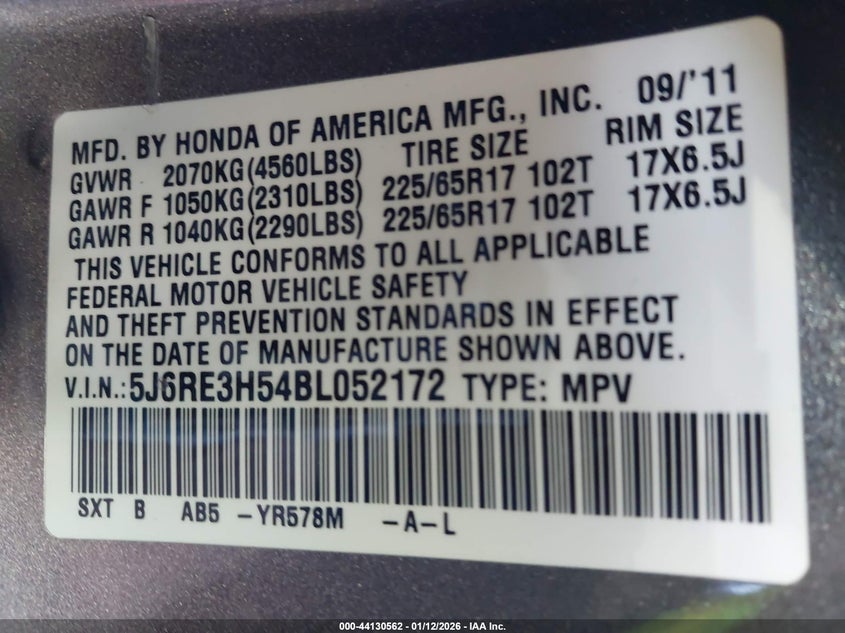 MFD. BY HONDA OF AMERICA MFG., INC. 09/'11
GVWR 2070KG(4560LBS) TIRE SIZE RIM SIZE
GAWR F 1050KG(2310LBS) 225/65R17 102T 17X6.5J
GAWR R 1040KG(2290LBS) 225/65R17 102T 17X6.5J
THIS VEHICLE CONFORMS TO ALL APPLICABLE
FEDERAL MOTOR VEHICLE SAFETY
AND THEFT PREVENTION STANDARDS IN EFFECT
ON THE DATE OF MANUFACTURE SHOWN ABOVE.
V.I.N.:5J6RE3H54BL052172 TYPE: MPV
SXT B AB5 -YR578M -A-L
000-44130562 - 01/12/2026 - IAA Inc.